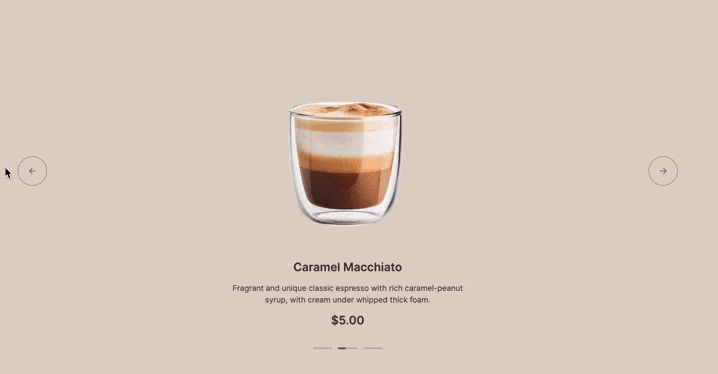 Caramel Macchiato
Fragrant and unique classic espresso with rich caramel-peanut
syrup, with cream under whipped thick foam.
$5.00